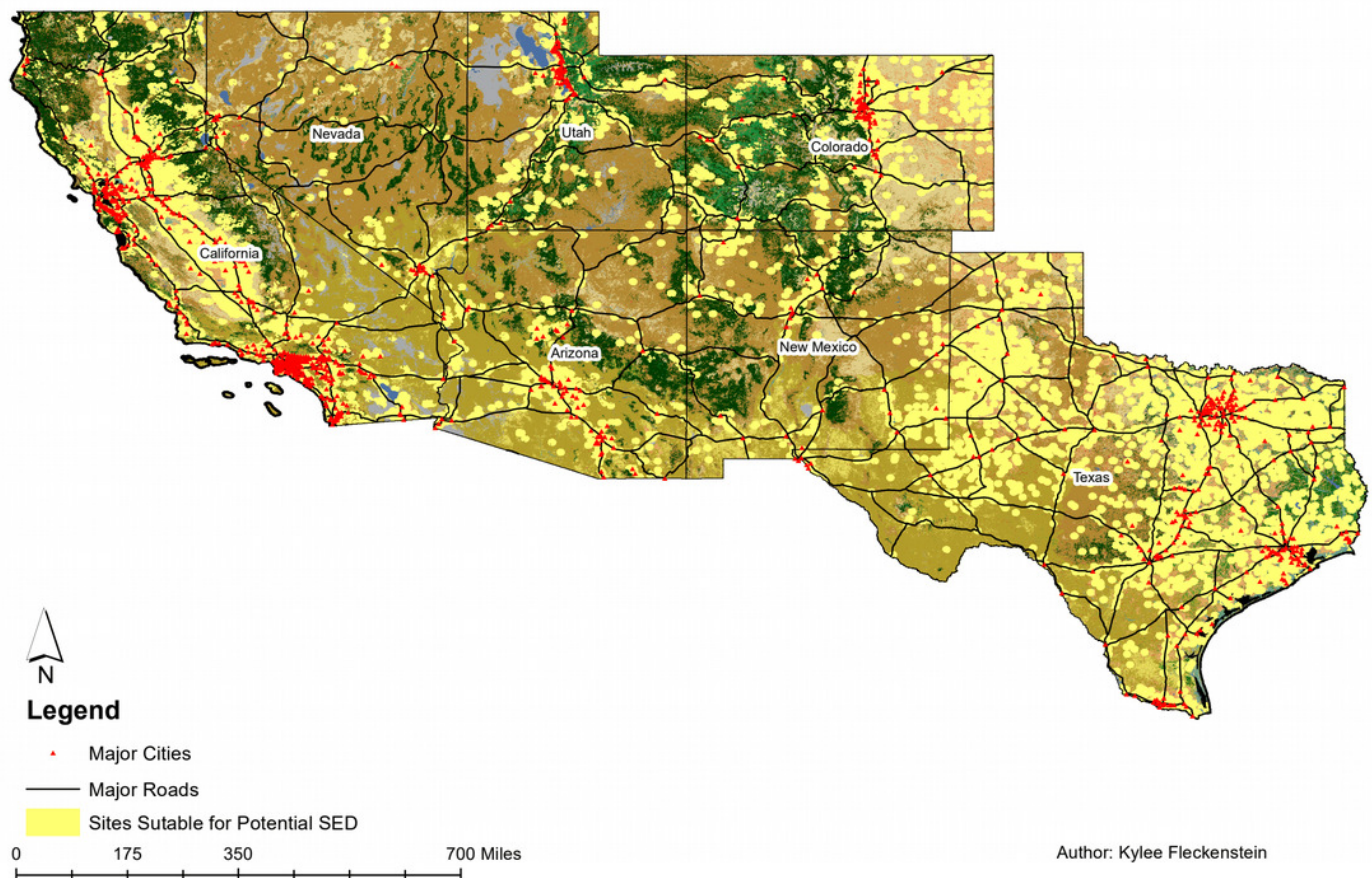 Nevada
Utah
Colorado
California
Arizona
New Mexico
Texas
N
Legend
Major Cities
Major Roads
Sites Sutable for Potential SED
0 175 350 700 Miles
Author: Kylee Fleckenstein